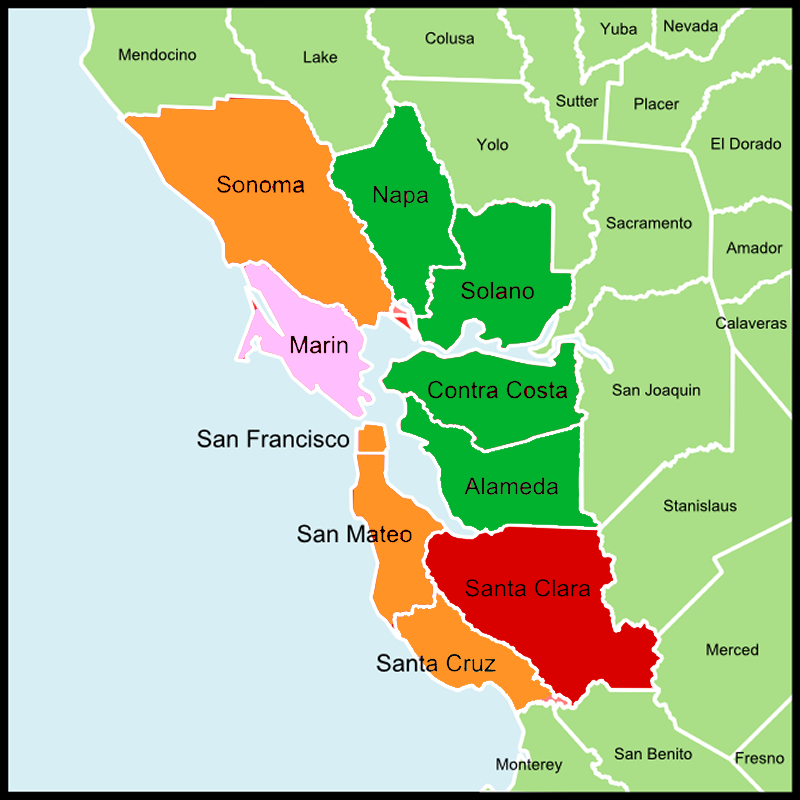 Mendocino
Lake
Colusa
Yuba
Nevada
Sutter
Placer
Yolo
El Dorado
Sonoma
Napa
Sacramento
Amador
Solano
Calaveras
Marin
Contra Costa
San Joaquin
San Francisco
Alameda
Stanislaus
San Mateo
Santa Clara
Merced
Santa Cruz
San Benito
Fresno
Monterey